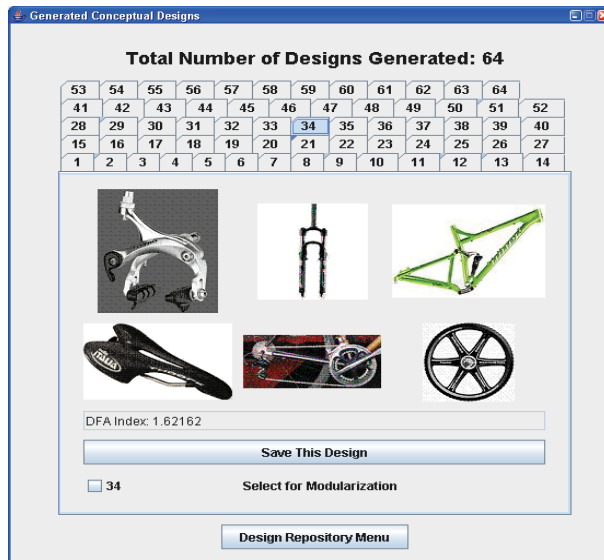 Generated Conceptual Designs
Total Number of Designs Generated: 64
53 54 55 56 57 58 59 60 61 62 63 64
41 42 43 44 45 46 47 48 49 50 51 52
28 29 30 31 32 33 34 35 36 37 38 39 40
15 16 17 18 19 20 21 22 23 24 25 26 27
1 2 3 4 5 6 7 8 9 10 11 12 13 14
ITALIA
DFA Index: 1.62162
Save This Design
34 Select for Modularization
Design Repository Menu